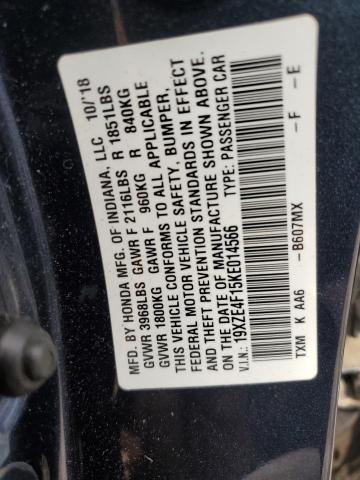 MFD. BY HONDA MFG. OF INDIANA, LLC 10/'18
GVWR 3968LBS GAWR F 2116LBS R 1851LBS
GVWR 1800KG GAWR F 960KG R 840KG
THIS VEHICLE CONFORMS TO ALL APPLICABLE
FEDERAL MOTOR VEHICLE SAFETY, BUMPER,
AND THEFT PREVENTION STANDARDS IN EFFECT
ON THE DATE OF MANUFACTURE SHOWN ABOVE.
V.I.N.: 19XZE4F15KE014566 TYPE: PASSENGER CAR
TXM K AA6 -B607MX -F -E